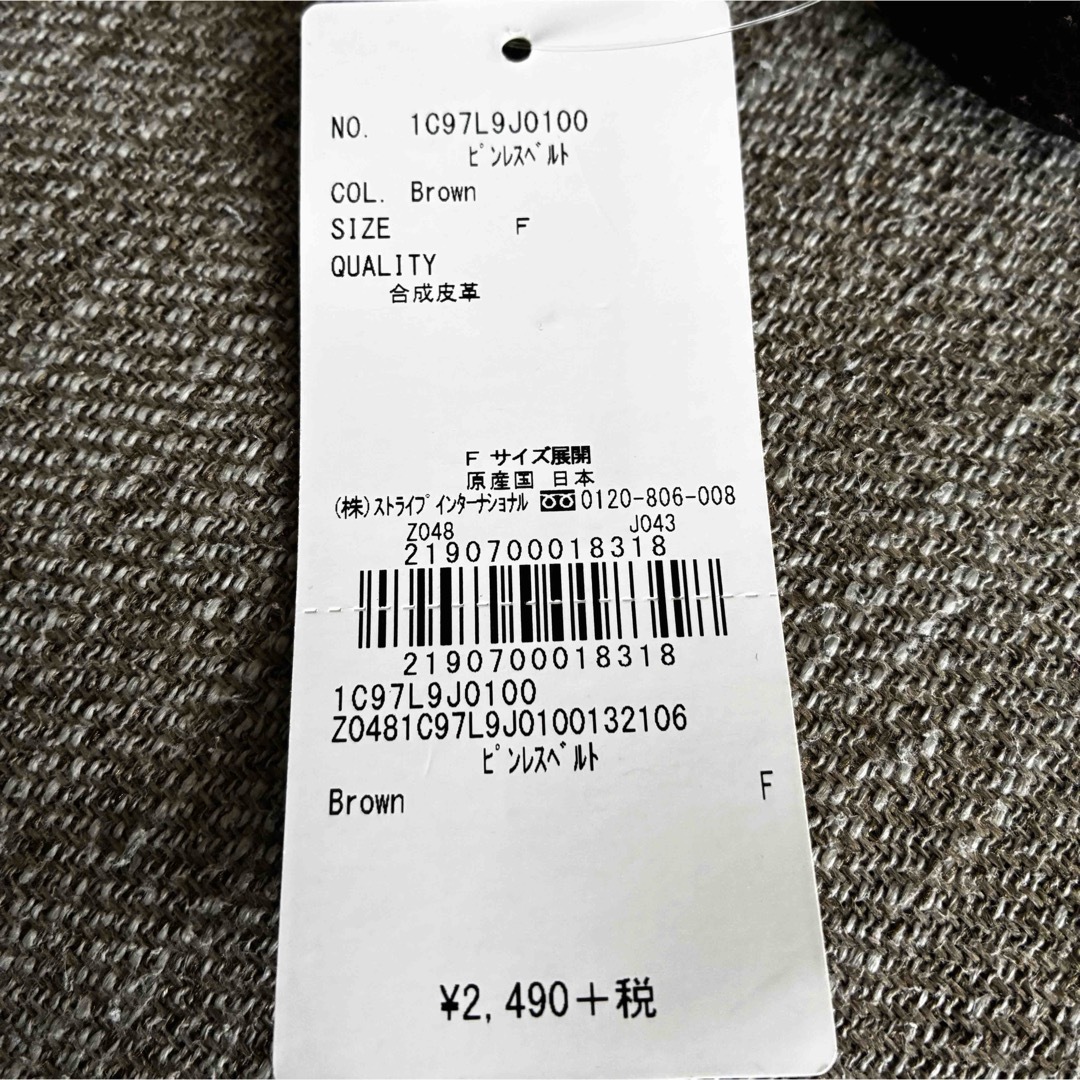 NO. 1C97L9J0100
ﾋﾟﾝﾚｽﾍﾞﾙﾄ
COL. Brown
SIZE F
QUALITY
合成皮革
F サイズ展開
原産国 日本
(株)ｽﾄﾗｲﾌﾟｲﾝﾀｰﾅｼｮﾅﾙ 0120-806-008
Z048 J043
2190700018318
2190700018318
1C97L9J0100
Z0481C97L9J0100132106
ﾋﾟﾝﾚｽﾍﾞﾙﾄ
Brown F
¥2,490+税